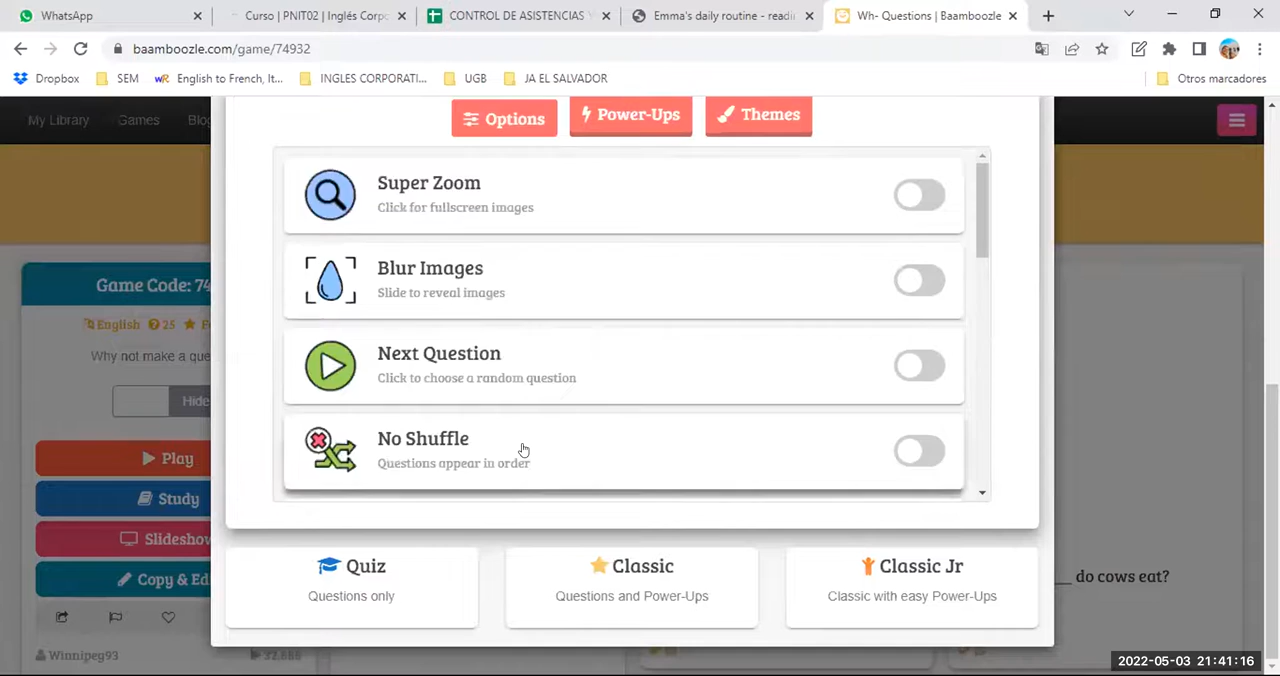 WhatsApp
Curso | PNIT02 | Inglés Corpo
CONTROL DE ASISTENCIAS Y
Emma's daily routine - readi
Wh- Questions | Baamboozle
baamboozle.com/game/74932
Dropbox
SEM
English to French, It...
INGLES CORPORATI...
UGB
JA EL SALVADOR
Otros marcadores
My Library
Games
Blog
Options
Power-Ups
Themes
Super Zoom
Click for fullscreen images
Blur Images
Slide to reveal images
Next Question
Click to choose a random question
No Shuffle
Questions appear in order
Game Code: 74
English
25
Why not make a que
Hide
Play
Study
Slideshow
Copy & Ed
Winnipeg93
___ do cows eat?
Quiz
Questions only
Classic
Questions and Power-Ups
Classic Jr
Classic with easy Power-Ups
2022-05-03 21:41:16